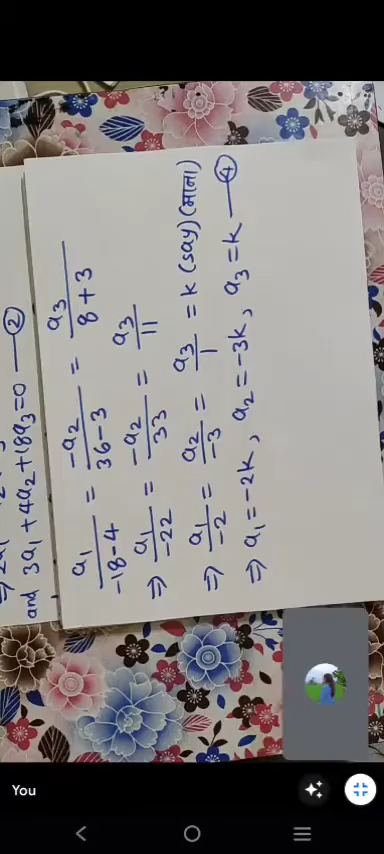 and 3a₁ + 4a₂ + 18a₃ = 0 —— ②
a₁/-18-4 = -a₂/36-3 = a₃/8+3
⇒ a₁/-22 = -a₂/33 = a₃/11
⇒ a₁/-2 = a₂/-3 = a₃/1 = k (say) (माना)
⇒ a₁ = -2k, a₂ = -3k, a₃ = k —— ④
You